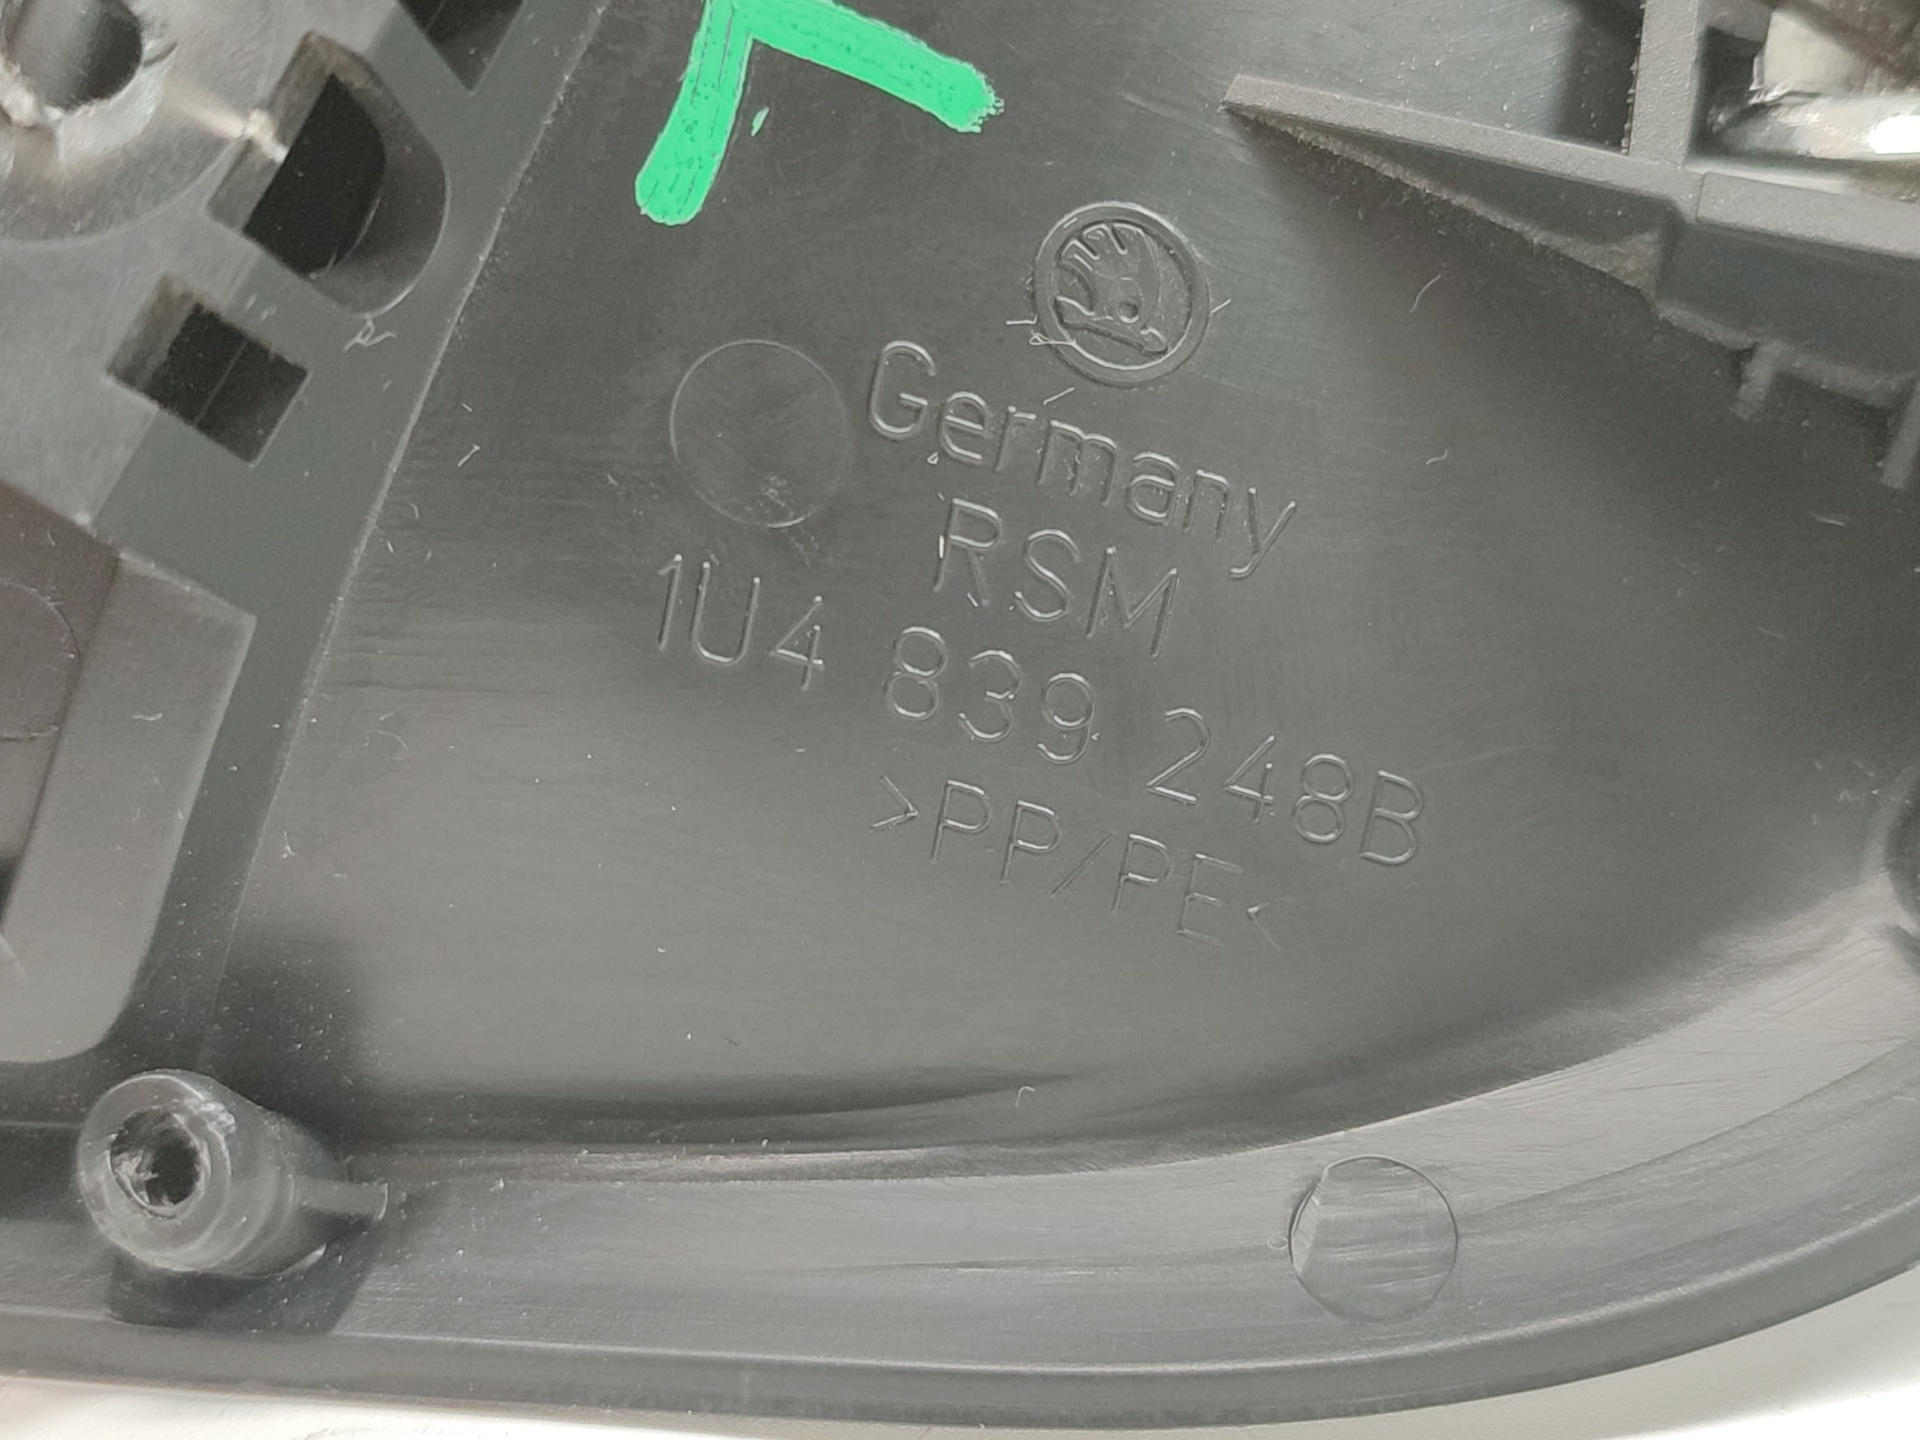 Germany
RSM
1U4 839 248B
>PP/PE<